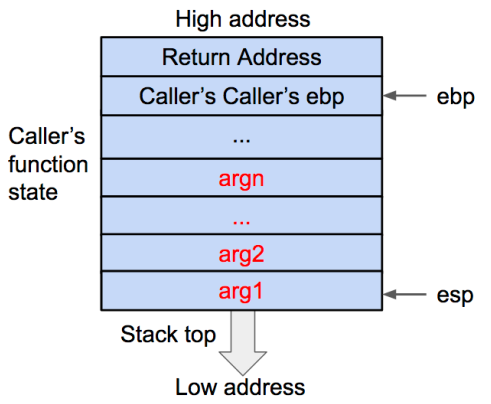 High address
Return Address
Caller's Caller's ebp
ebp
...
Caller's
function
state
argn
...
arg2
arg1
esp
Stack top
Low address